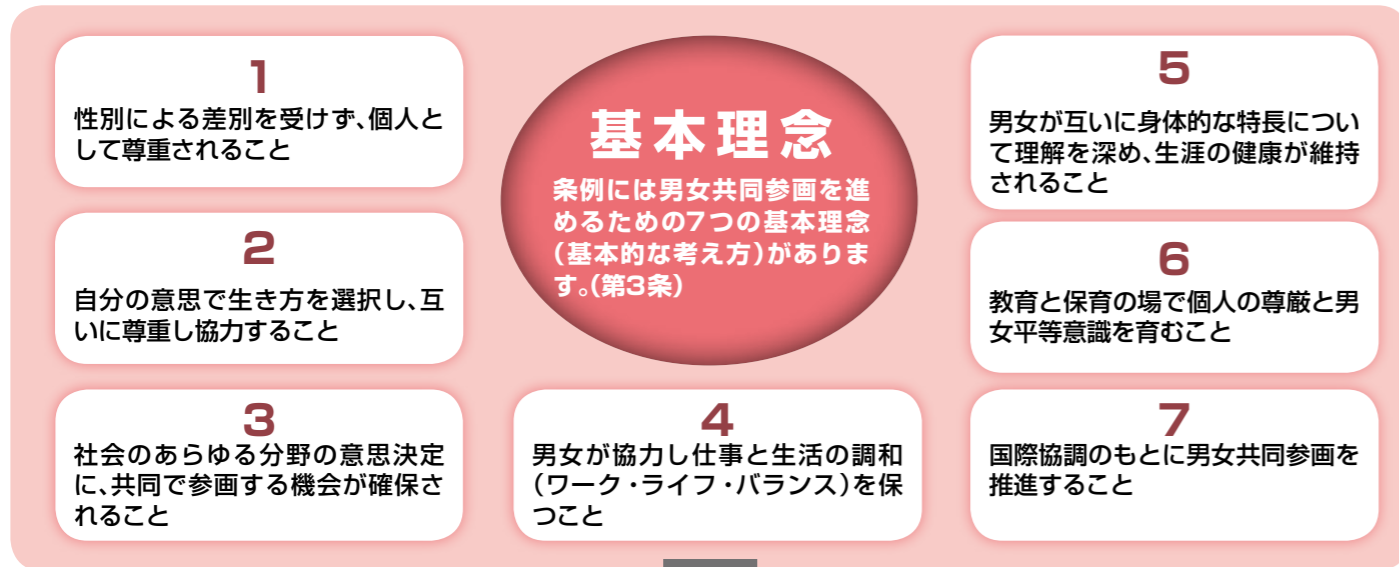 基本理念
条例には男女共同参画を進
めるための7つの基本理念
(基本的な考え方)がありま
す。(第3条)
1
性別による差別を受けず、個人と
して尊重されること
2
自分の意思で生き方を選択し、互
いに尊重し協力すること
3
社会のあらゆる分野の意思決定
に、共同で参画する機会が確保さ
れること
4
男女が協力し仕事と生活の調和
(ワーク・ライフ・バランス)を保
つこと
5
男女が互いに身体的な特長につい
て理解を深め、生涯の健康が維持
されること
6
教育と保育の場で個人の尊厳と男
女平等意識を育むこと
7
国際協調のもとに男女共同参画を
推進すること